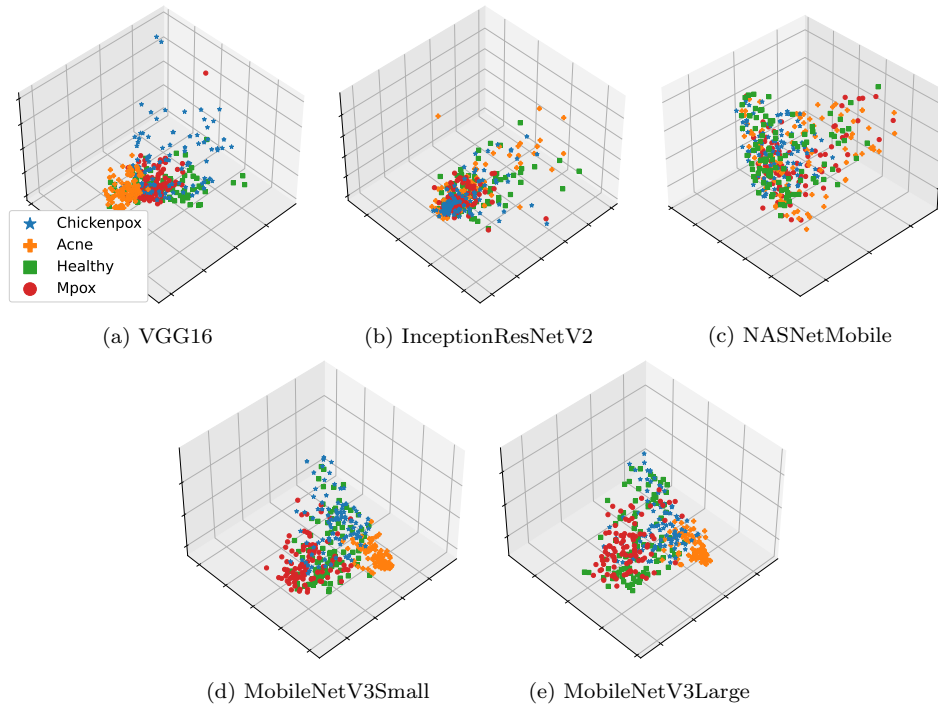 Chickenpox
Acne
Healthy
Mpox
(a) VGG16
(b) InceptionResNetV2
(c) NASNetMobile
(d) MobileNetV3Small
(e) MobileNetV3Large